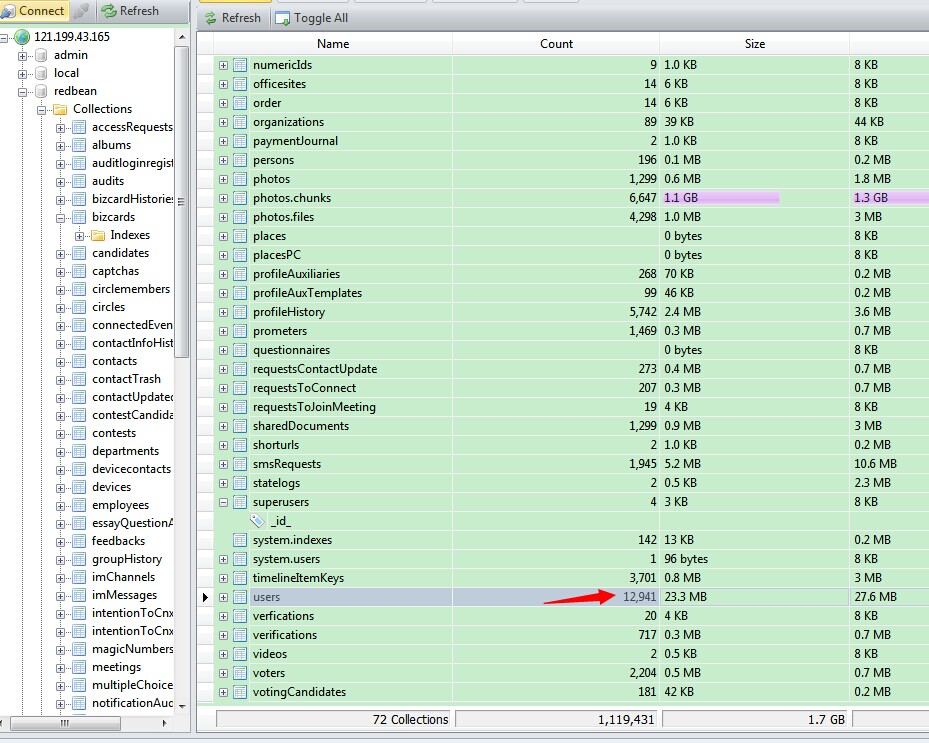 Connect Refresh
121.199.43.165
admin
local
redbean
Collections
accessRequests
albums
auditloginregist
audits
bizcardHistories
bizcards
Indexes
candidates
captchas
circlemembers
circles
connectedEven
contactInfoHist
contacts
contactTrash
contactUpdated
contestCandida
contests
departments
devicecontacts
devices
employees
essayQuestionA
feedbacks
groupHistory
imChannels
imMessages
intentionToCnx
intentionToCnx
magicNumbers
meetings
multipleChoice
notificationAud
Refresh Toggle All
Name Count Size
numericIds 9 1.0 KB 8 KB
officesites 14 6 KB 8 KB
order 14 6 KB 8 KB
organizations 89 39 KB 44 KB
paymentJournal 2 1.0 KB 8 KB
persons 196 0.1 MB 0.2 MB
photos 1,299 0.6 MB 1.8 MB
photos.chunks 6,647 1.1 GB 1.3 GB
photos.files 4,298 1.0 MB 3 MB
places 0 bytes 8 KB
placesPC 0 bytes 8 KB
profileAuxiliaries 268 70 KB 0.2 MB
profileAuxTemplates 99 46 KB 0.2 MB
profileHistory 5,742 2.4 MB 3.6 MB
prometers 1,469 0.3 MB 0.7 MB
questionnaires 0 bytes 8 KB
requestsContactUpdate 273 0.4 MB 0.7 MB
requestsToConnect 207 0.3 MB 0.7 MB
requestsToJoinMeeting 19 4 KB 8 KB
sharedDocuments 1,299 0.9 MB 3 MB
shorturls 2 1.0 KB 0.2 MB
smsRequests 1,945 5.2 MB 10.6 MB
statelogs 2 0.5 KB 2.3 MB
superusers 4 3 KB 8 KB
_id_
system.indexes 142 13 KB 0.2 MB
system.users 1 96 bytes 8 KB
timelineItemKeys 3,701 0.8 MB 3 MB
users 12,941 23.3 MB 27.6 MB
verfications 20 4 KB 8 KB
verifications 717 0.3 MB 0.7 MB
videos 2 0.5 KB 8 KB
voters 2,204 0.5 MB 0.7 MB
votingCandidates 181 42 KB 0.2 MB
72 Collections 1,119,431 1.7 GB